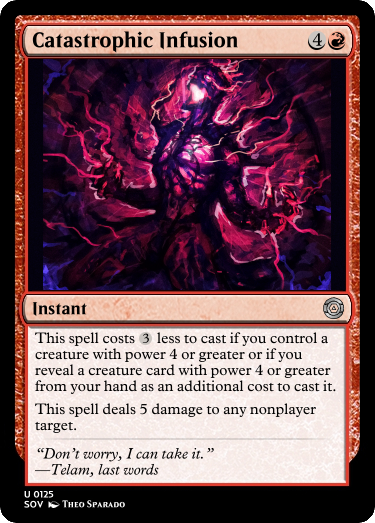 Catastrophic Infusion 4
Instant
This spell costs 3 less to cast if you control a
creature with power 4 or greater or if you
reveal a creature card with power 4 or greater
from your hand as an additional cost to cast it.
This spell deals 5 damage to any nonplayer
target.
“Don't worry, I can take it.”
—Telam, last words
U 0125
SOV Theo Sparado